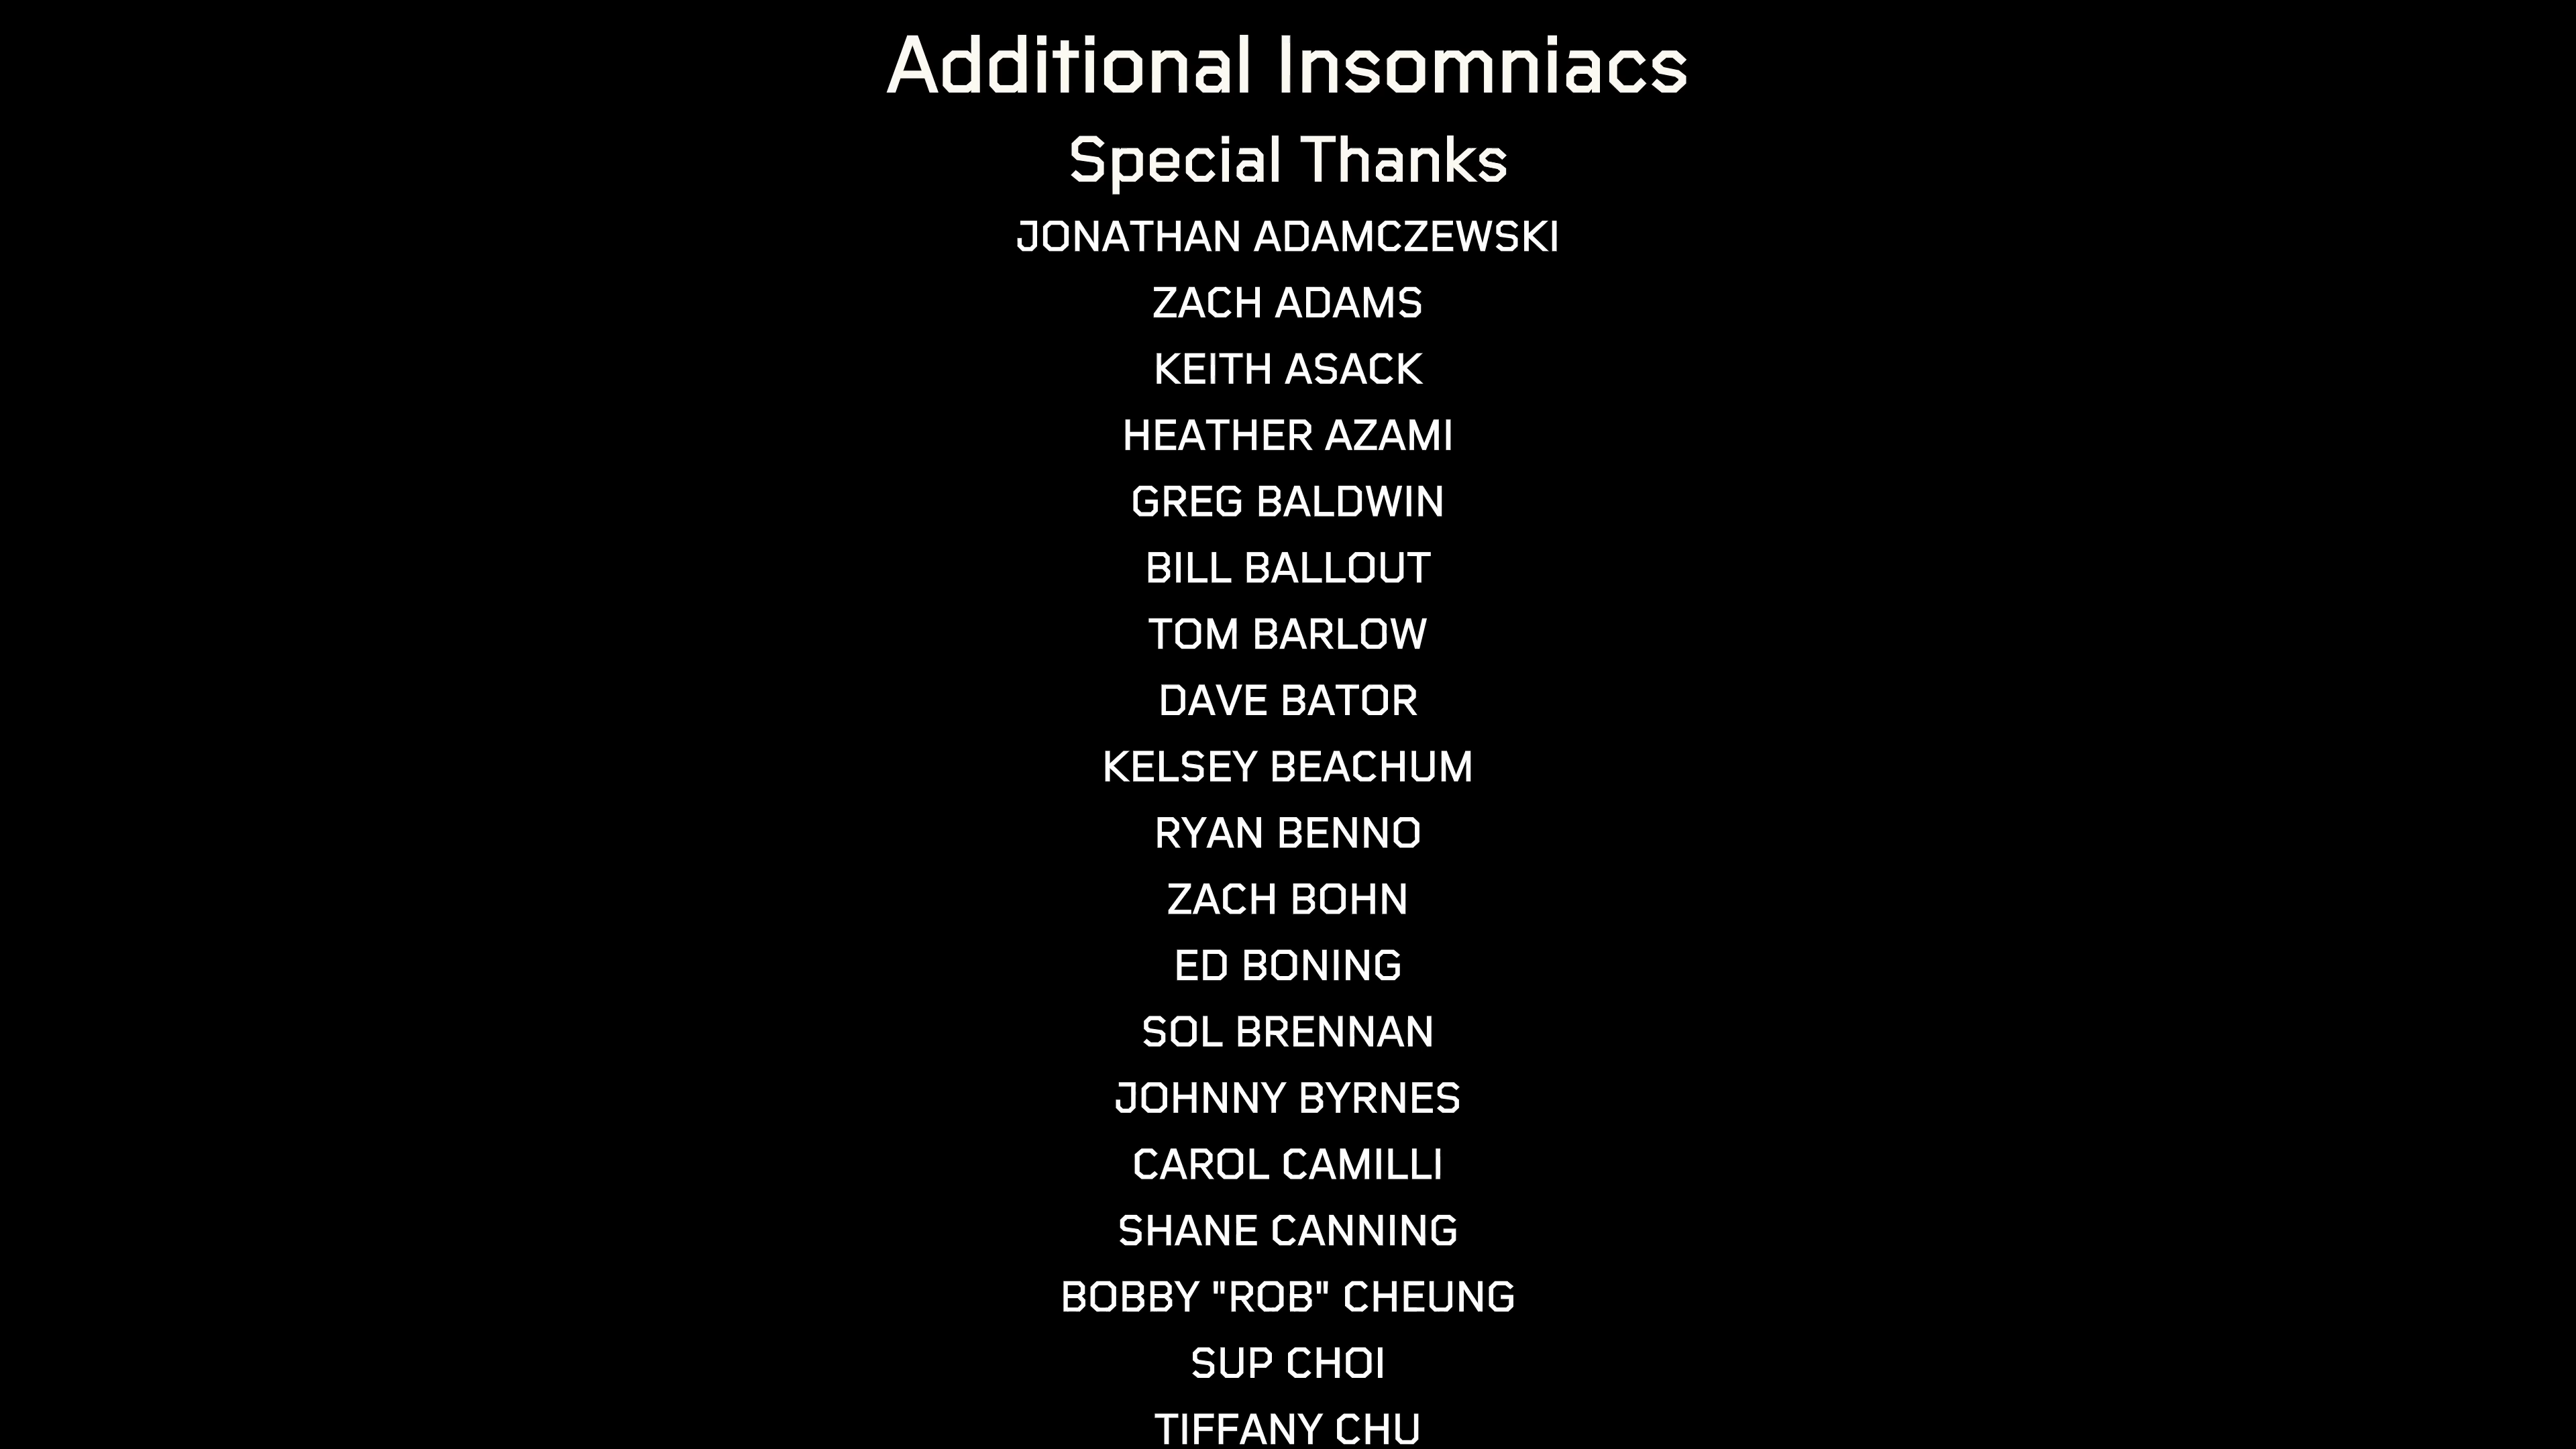 Additional Insomniacs
Special Thanks
JONATHAN ADAMCZEWSKI
ZACH ADAMS
KEITH ASACK
HEATHER AZAMI
GREG BALDWIN
BILL BALLOUT
TOM BARLOW
DAVE BATOR
KELSEY BEACHUM
RYAN BENNO
ZACH BOHN
ED BONING
SOL BRENNAN
JOHNNY BYRNES
CAROL CAMILLI
SHANE CANNING
BOBBY "ROB" CHEUNG
SUP CHOI
TIFFANY CHU